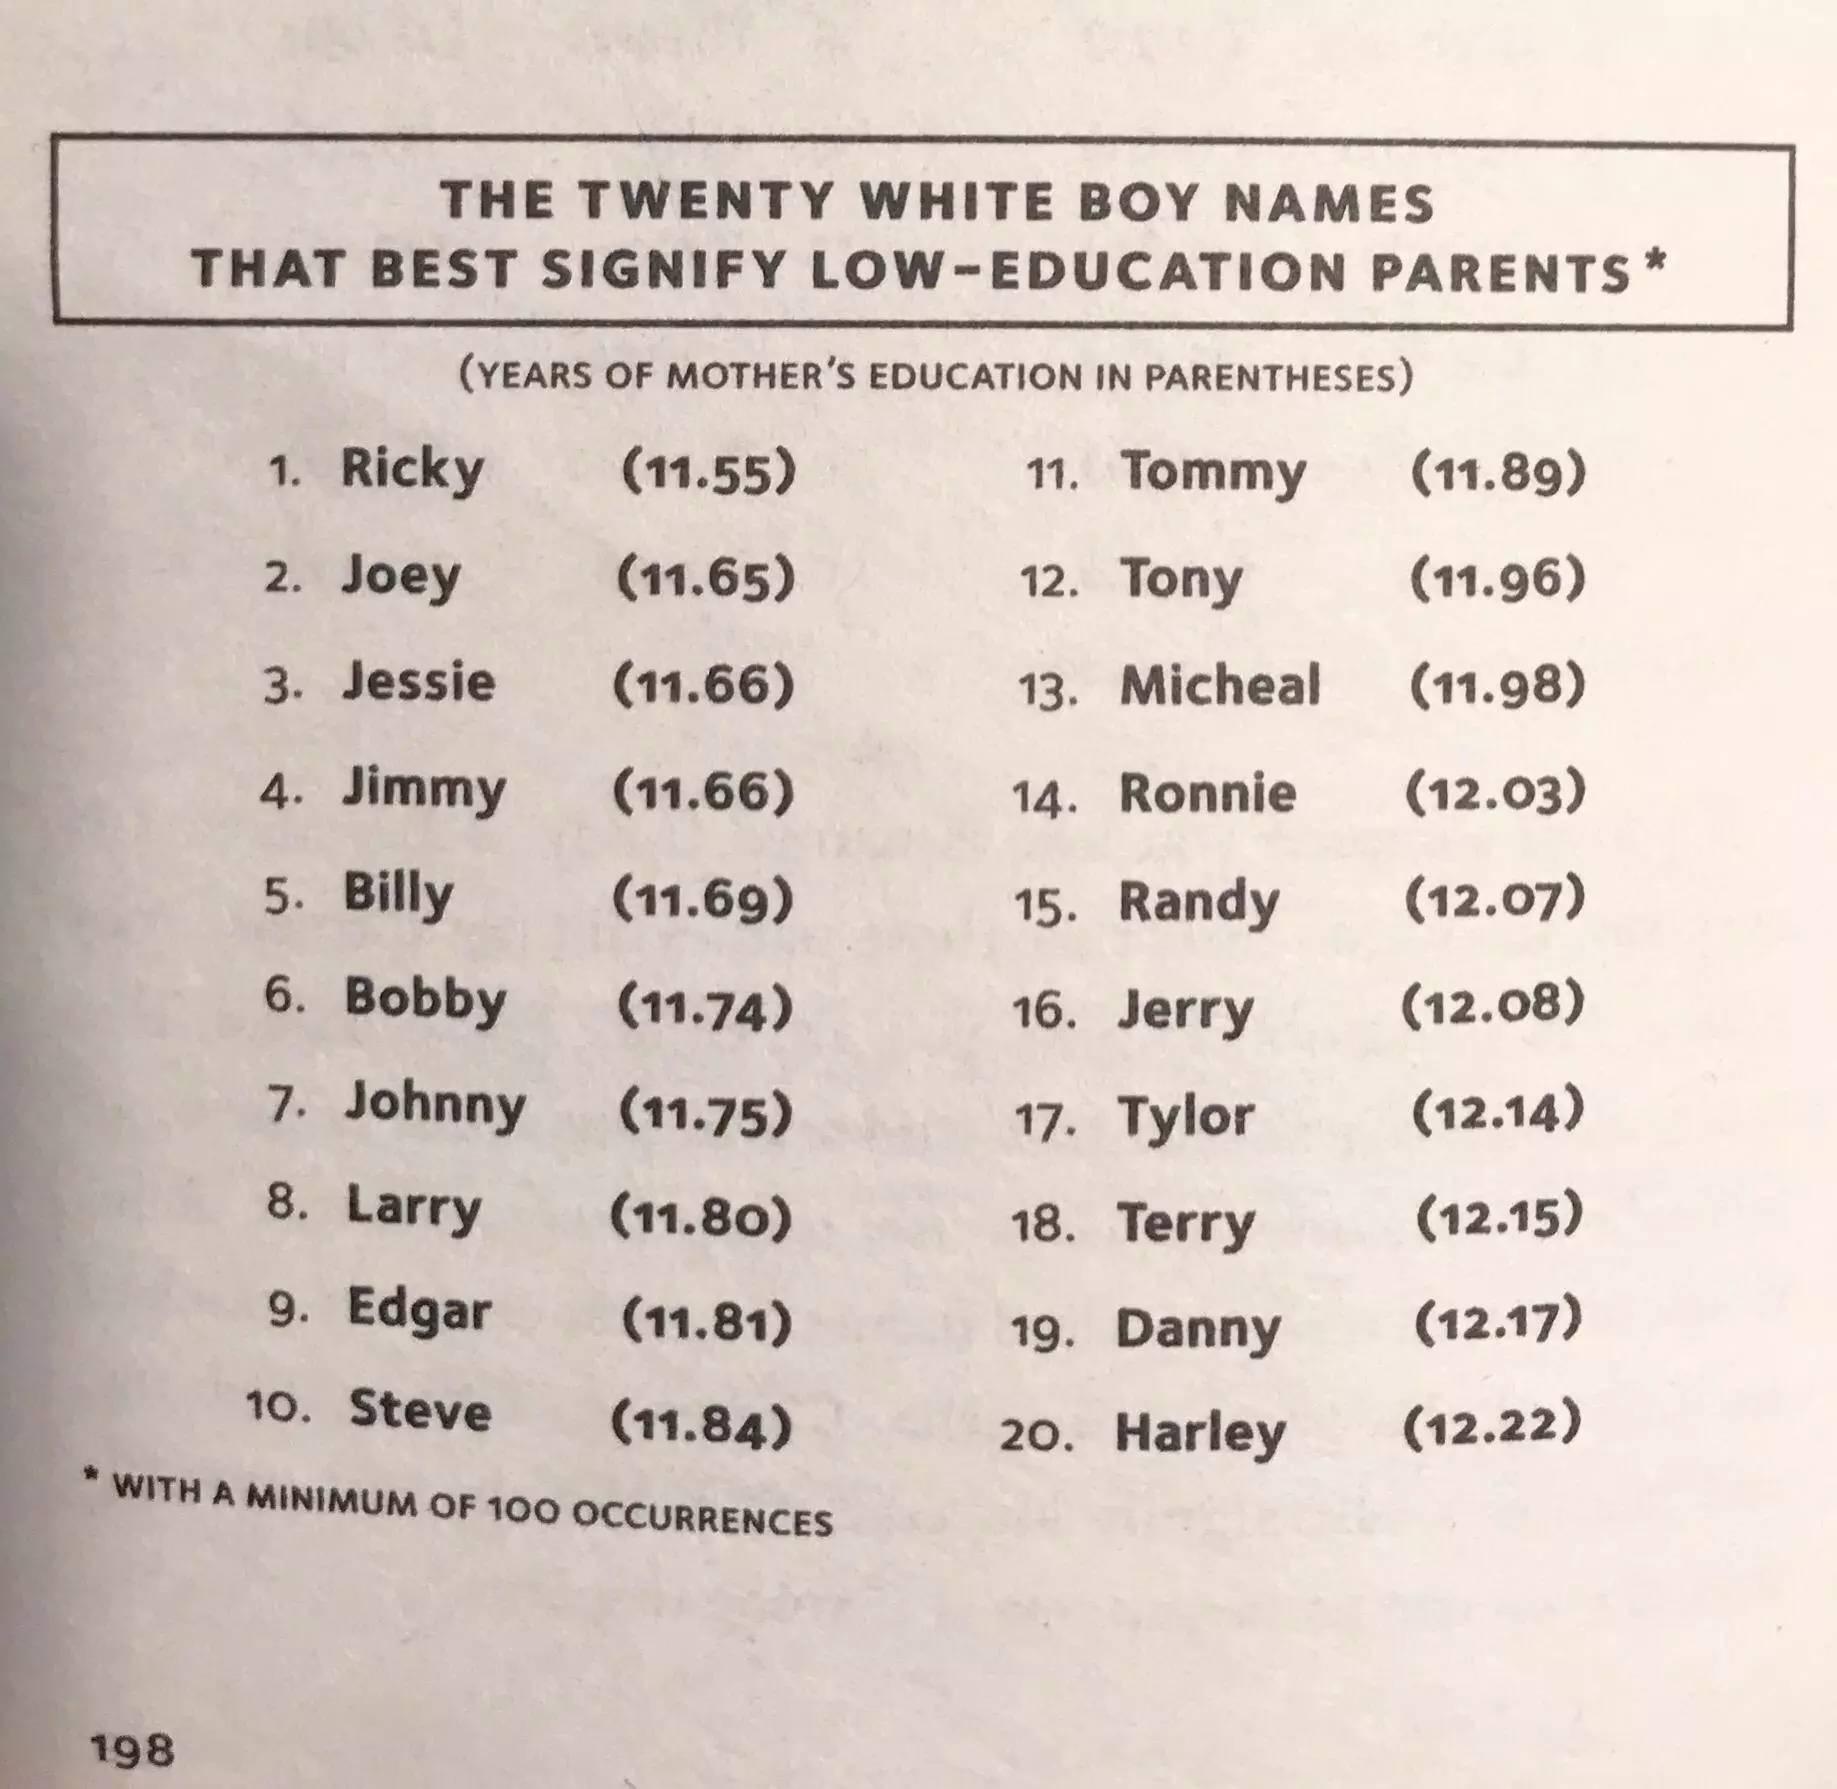 THE TWENTY WHITE BOY NAMES
THAT BEST SIGNIFY LOW-EDUCATION PARENTS*
(YEARS OF MOTHER'S EDUCATION IN PARENTHESES)
1. Ricky (11.55)
2. Joey (11.65)
3. Jessie (11.66)
4. Jimmy (11.66)
5. Billy (11.69)
6. Bobby (11.74)
7. Johnny (11.75)
8. Larry (11.80)
9. Edgar (11.81)
10. Steve (11.84)
11. Tommy (11.89)
12. Tony (11.96)
13. Micheal (11.98)
14. Ronnie (12.03)
15. Randy (12.07)
16. Jerry (12.08)
17. Tylor (12.14)
18. Terry (12.15)
19. Danny (12.17)
20. Harley (12.22)
* WITH A MINIMUM OF 100 OCCURRENCES
198